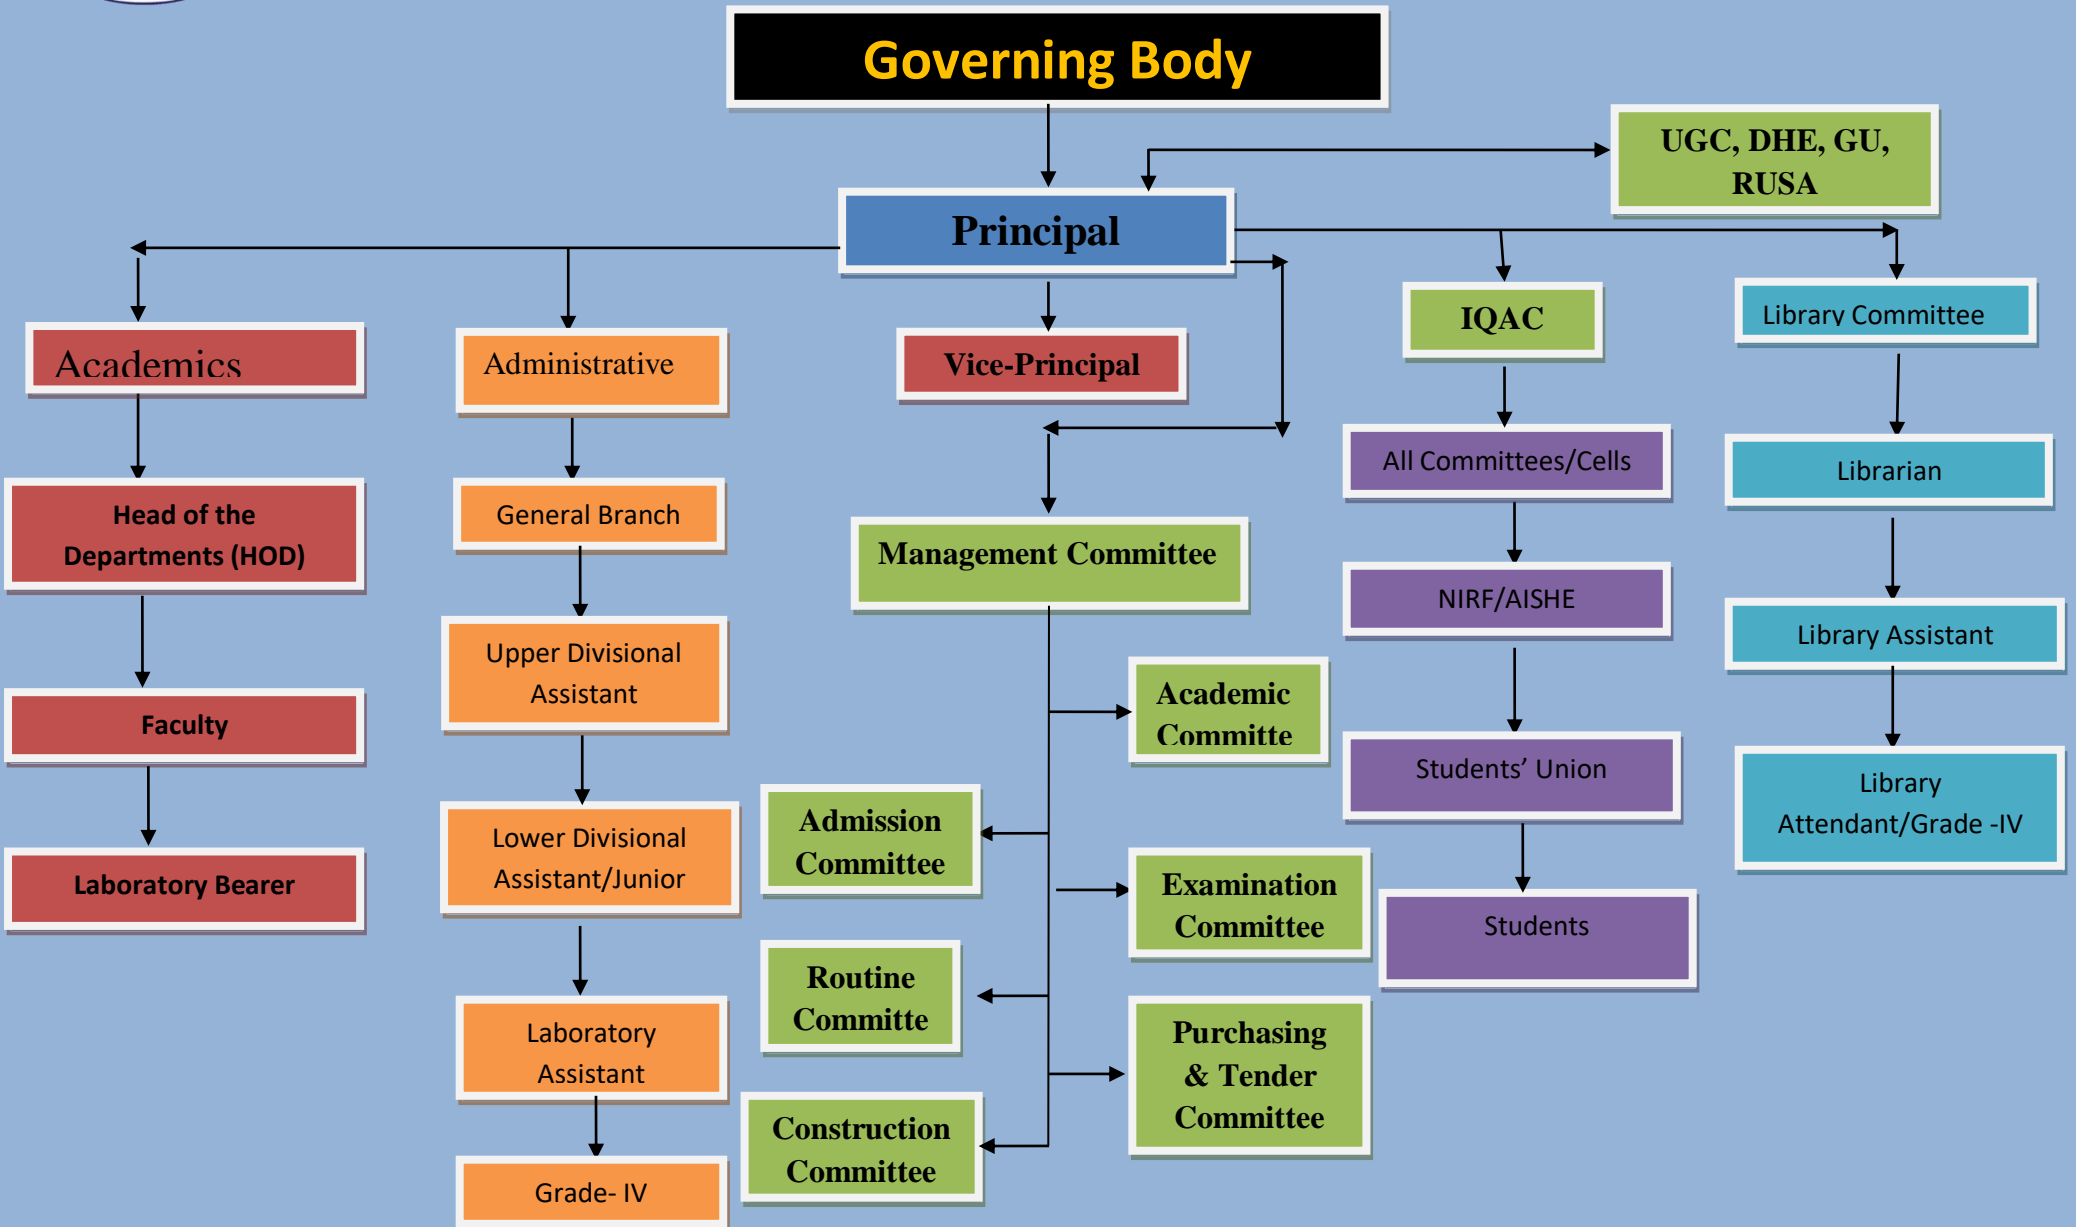 Governing Body
UGC, DHE, GU,
RUSA
Principal
Academics
Administrative
Vice-Principal
IQAC
Library Committee
Head of the
Departments (HOD)
General Branch
Management Committee
All Committees/Cells
Librarian
Faculty
Upper Divisional
Assistant
Academic
Committe
NIRF/AISHE
Library Assistant
Laboratory Bearer
Lower Divisional
Assistant/Junior
Admission
Committee
Examination
Committee
Students’ Union
Library
Attendant/Grade -IV
Laboratory
Assistant
Routine
Committe
Purchasing
& Tender
Committee
Students
Grade- IV
Construction
Committee